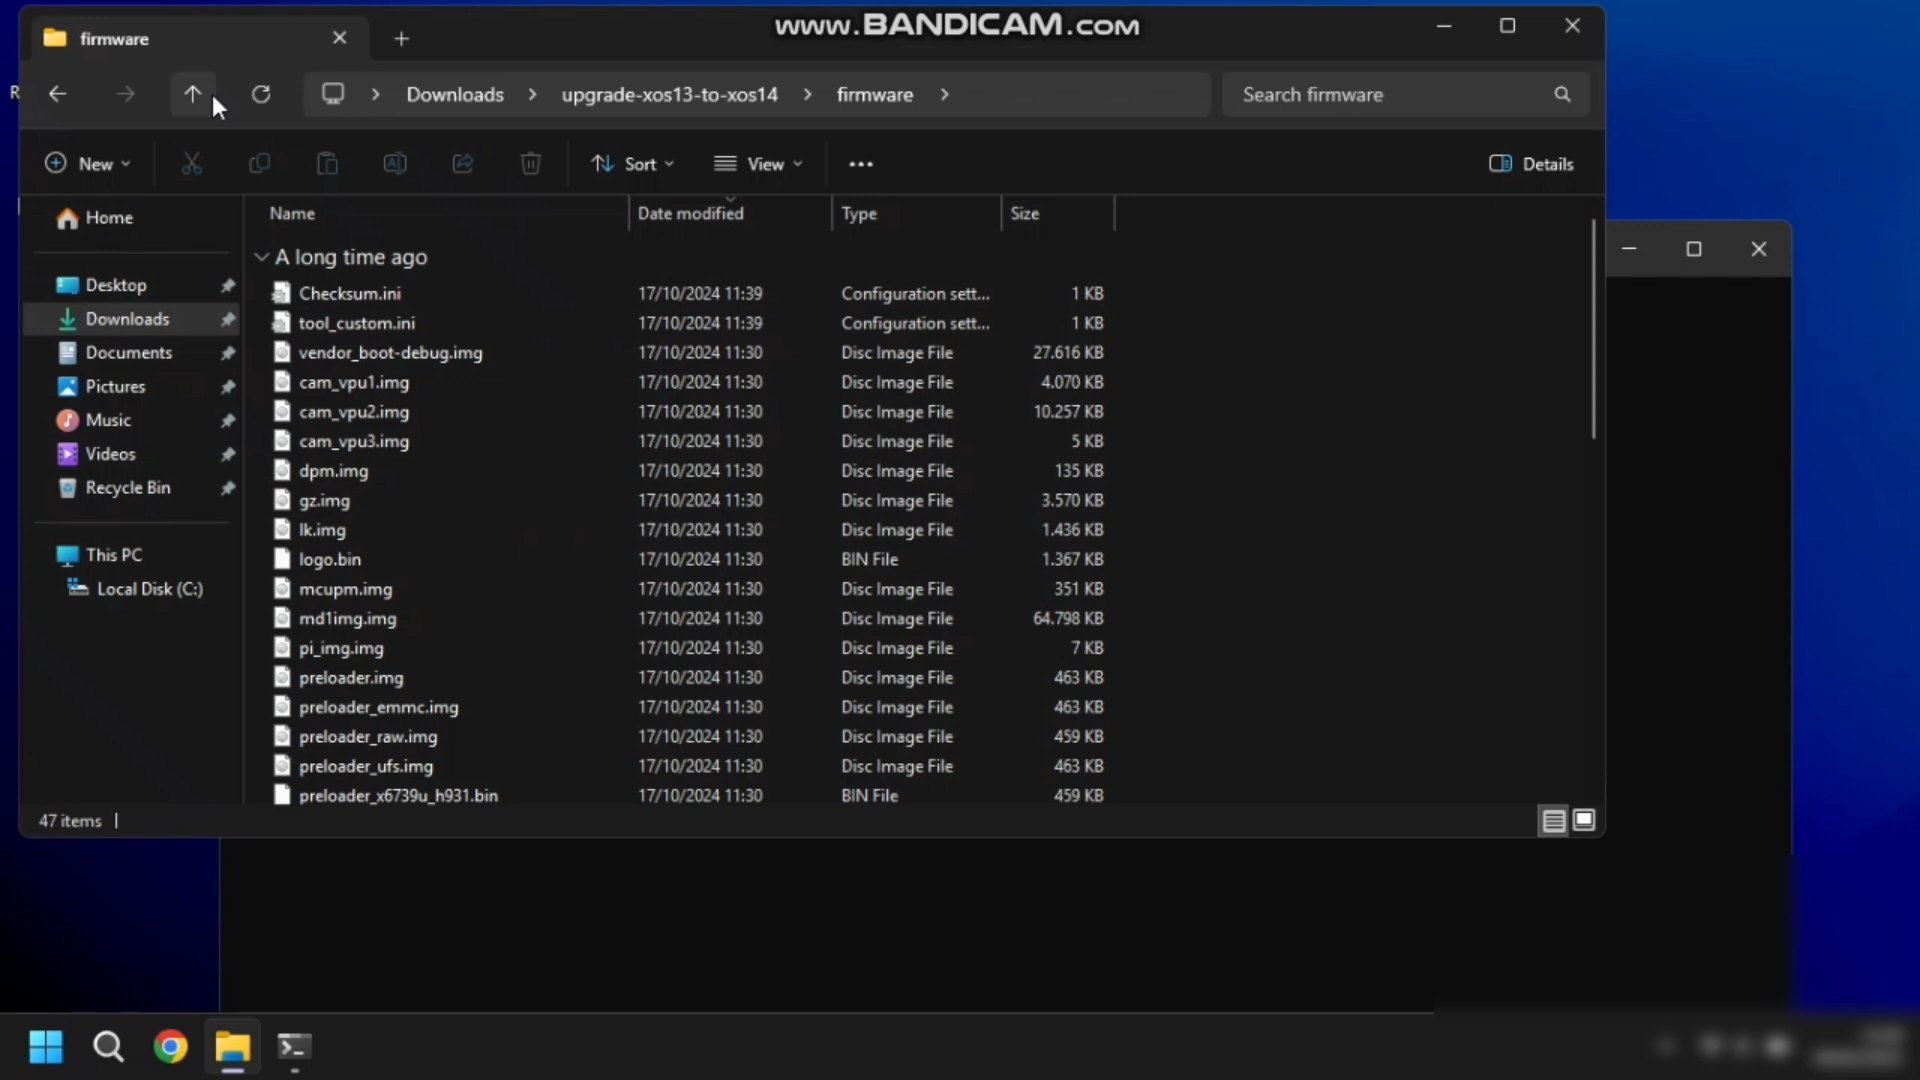 www.BANDICAM.com
firmware
R
Downloads > upgrade-xos13-to-xos14 > firmware >
Search firmware
New
Sort
View
Details
Home
Desktop
Downloads
Documents
Pictures
Music
Videos
Recycle Bin
This PC
Local Disk (C:)
Name Date modified Type Size
A long time ago
Checksum.ini 17/10/2024 11:39 Configuration sett... 1 KB
tool_custom.ini 17/10/2024 11:39 Configuration sett... 1 KB
vendor_boot-debug.img 17/10/2024 11:30 Disc Image File 27.616 KB
cam_vpu1.img 17/10/2024 11:30 Disc Image File 4.070 KB
cam_vpu2.img 17/10/2024 11:30 Disc Image File 10.257 KB
cam_vpu3.img 17/10/2024 11:30 Disc Image File 5 KB
dpm.img 17/10/2024 11:30 Disc Image File 135 KB
gz.img 17/10/2024 11:30 Disc Image File 3.570 KB
lk.img 17/10/2024 11:30 Disc Image File 1.436 KB
logo.bin 17/10/2024 11:30 BIN File 1.367 KB
mcupm.img 17/10/2024 11:30 Disc Image File 351 KB
md1img.img 17/10/2024 11:30 Disc Image File 64.798 KB
pi_img.img 17/10/2024 11:30 Disc Image File 7 KB
preloader.img 17/10/2024 11:30 Disc Image File 463 KB
preloader_emmc.img 17/10/2024 11:30 Disc Image File 463 KB
preloader_raw.img 17/10/2024 11:30 Disc Image File 459 KB
preloader_ufs.img 17/10/2024 11:30 Disc Image File 463 KB
preloader_x6739u_h931.bin 17/10/2024 11:30 BIN File 459 KB
47 items